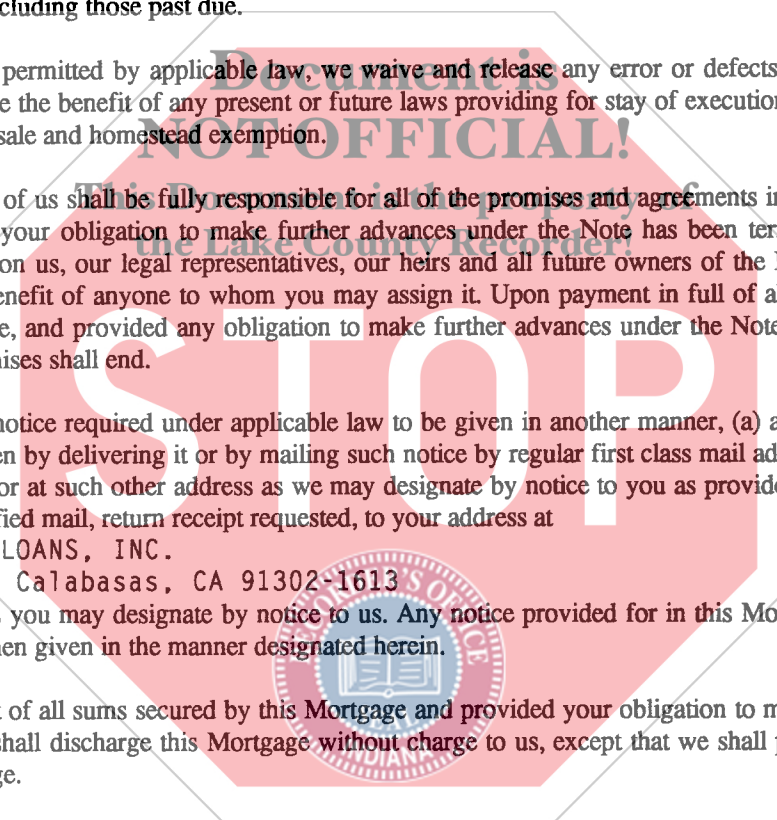 cluding those past due.
permitted by applicable law, we waive and release any error or defects
e the benefit of any present or future laws providing for stay of execution
sale and homestead exemption.
of us shall be fully responsible for all of the promises and agreements in
your obligation to make further advances under the Note has been ter
on us, our legal representatives, our heirs and all future owners of the
enefit of anyone to whom you may assign it. Upon payment in full of a
e, and provided any obligation to make further advances under the Note
ises shall end.
notice required under applicable law to be given in another manner, (a) a
en by delivering it or by mailing such notice by regular first class mail ad
or at such other address as we may designate by notice to you as provide
fied mail, return receipt requested, to your address at
LOANS, INC.
Calabasas, CA 91302-1613
you may designate by notice to us. Any notice provided for in this Mo
en given in the manner designated herein.
of all sums secured by this Mortgage and provided your obligation to m
shall discharge this Mortgage without charge to us, except that we shall
ge.
Document is
NOT OFFICIAL!
This Document is the property of
the Lake County Recorder!
STOP
RECORDER'S OFFICE
INDIANA